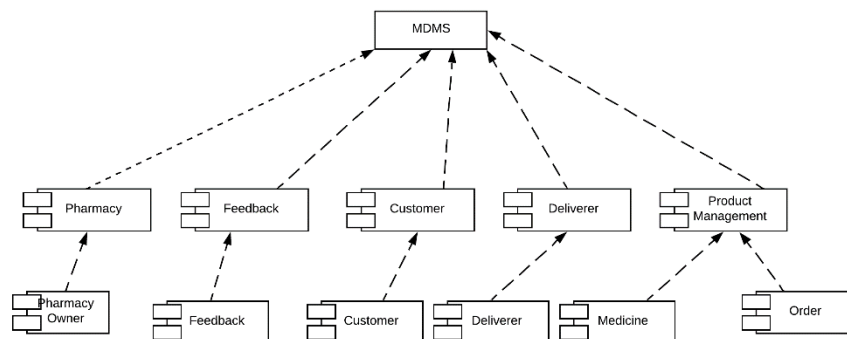 MDMS
Pharmacy
Feedback
Customer
Deliverer
Product
Management
Pharmacy
Owner
Feedback
Customer
Deliverer
Medicine
Order